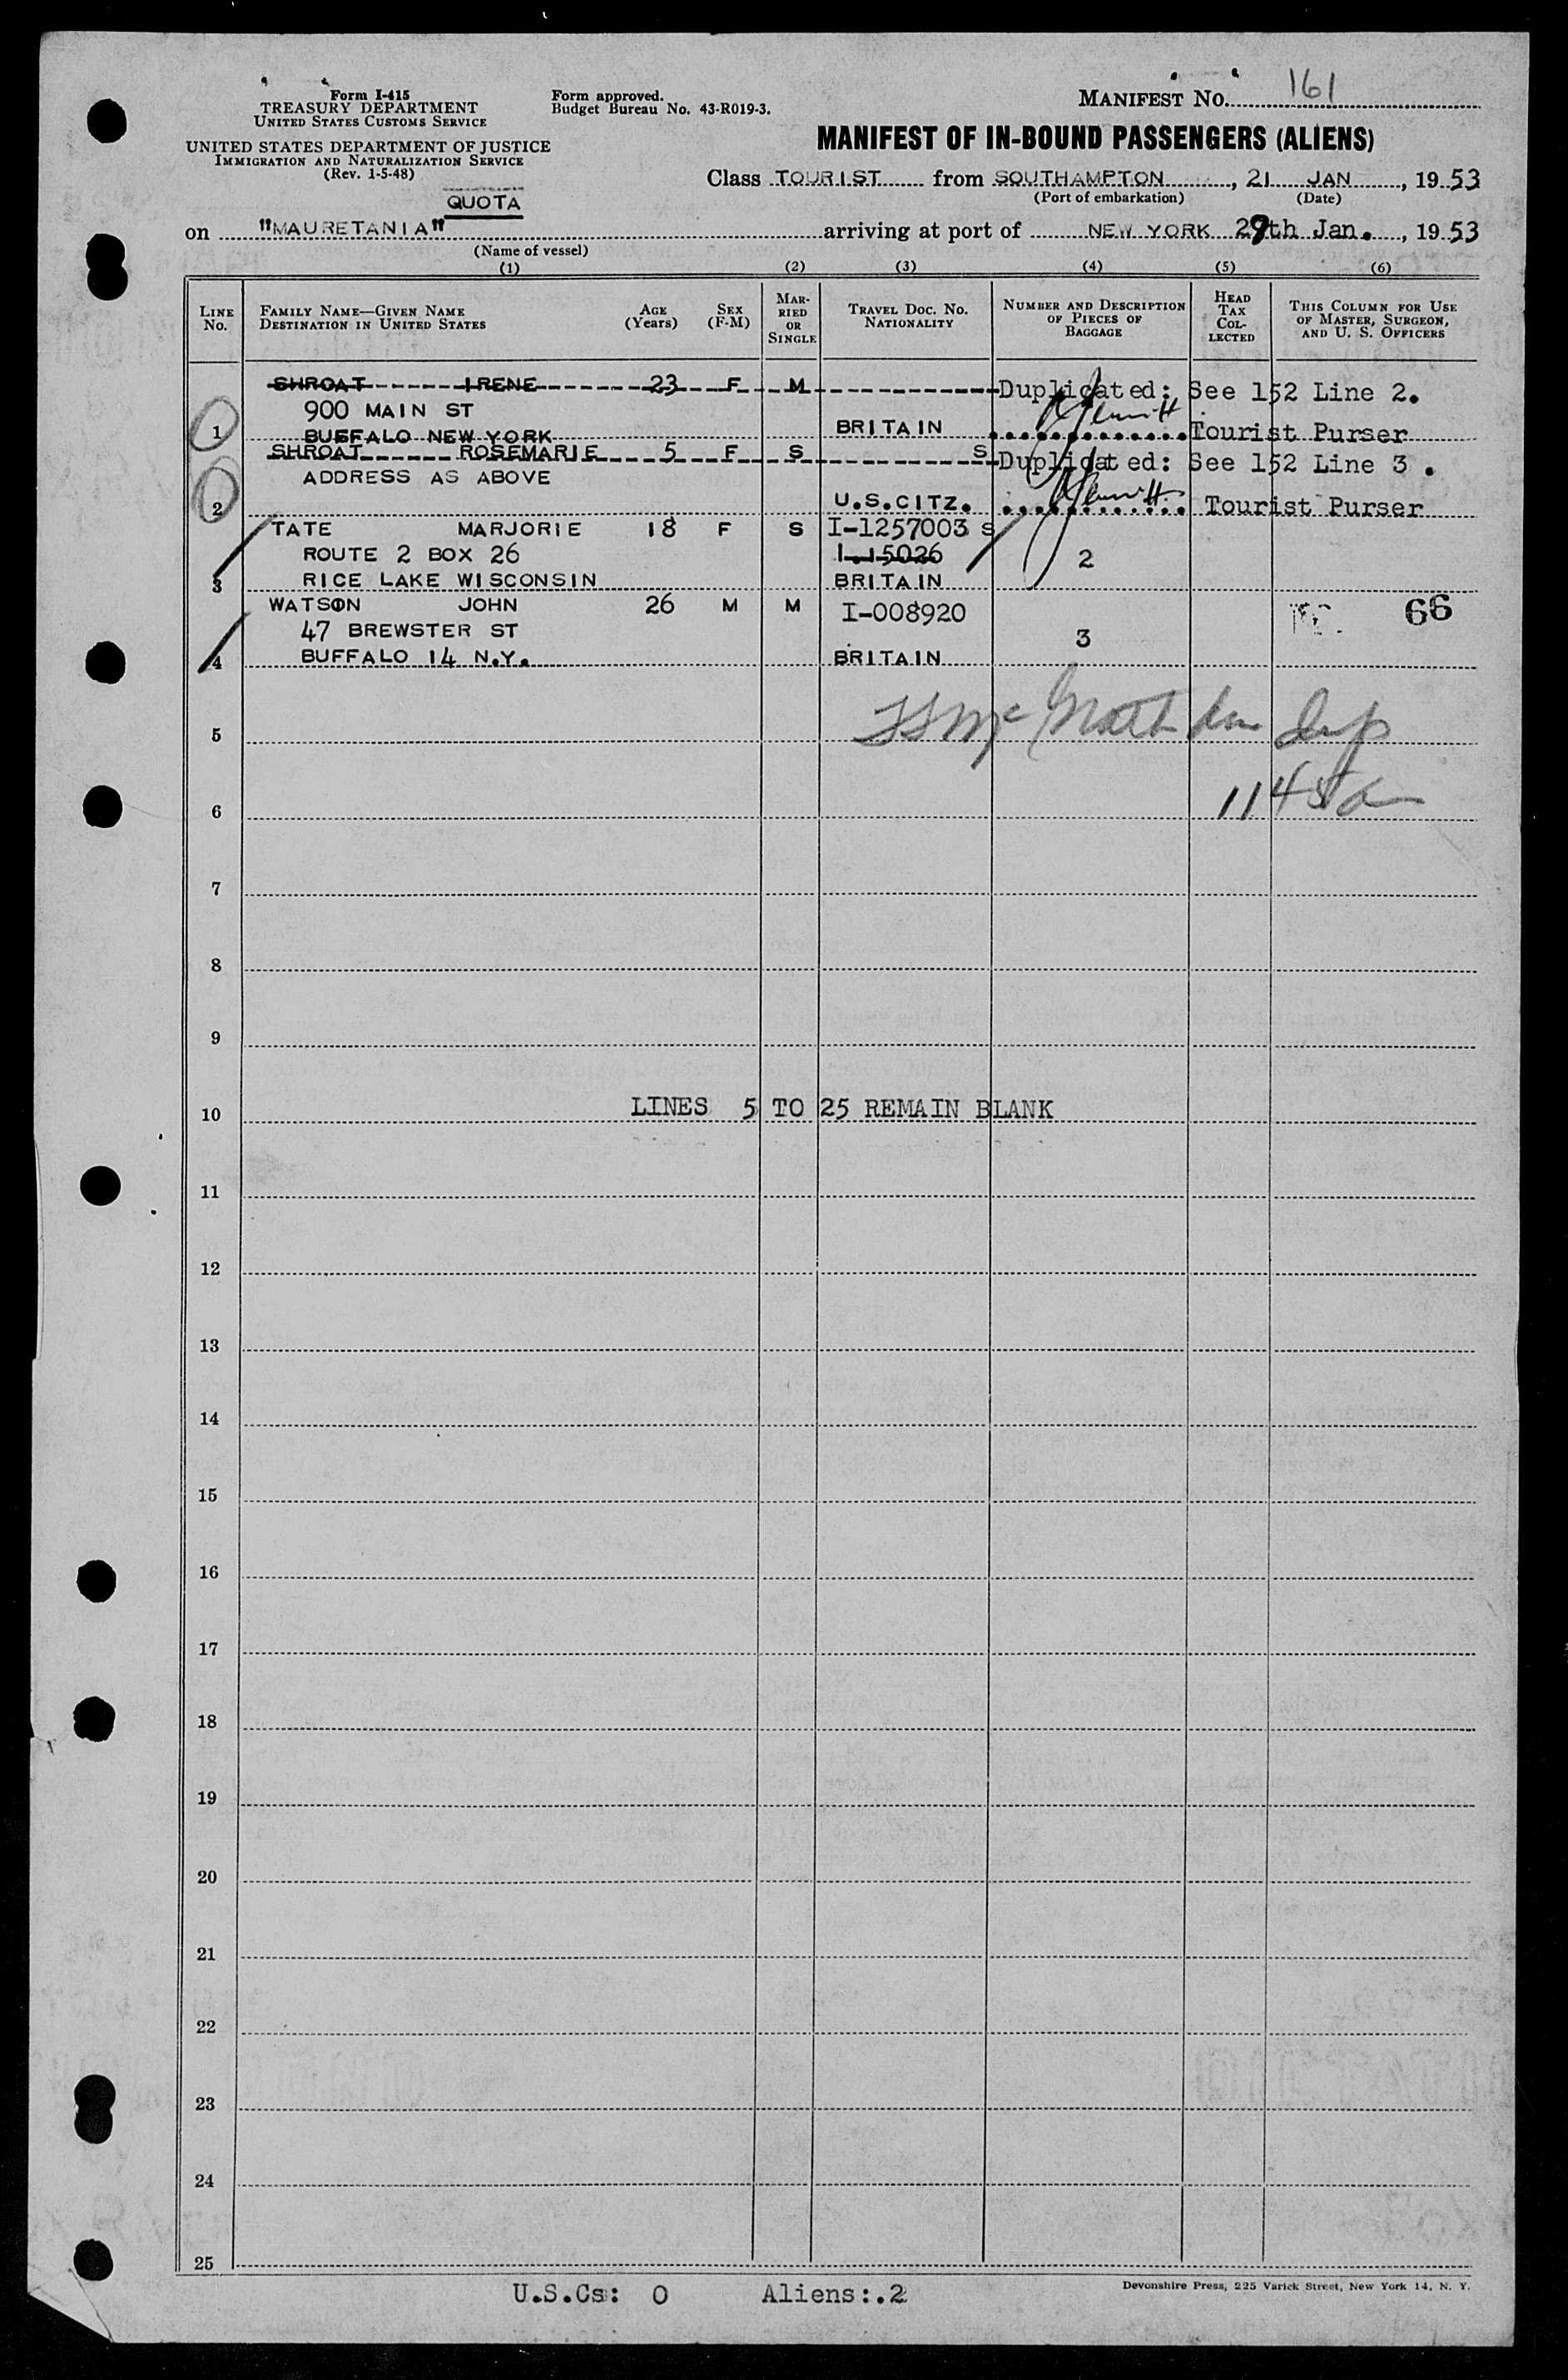 Form I-415
TREASURY DEPARTMENT
UNITED STATES CUSTOMS SERVICE
UNITED STATES DEPARTMENT OF JUSTICE
IMMIGRATION AND NATURALIZATION SERVICE
(Rev. 1-5-48)
Form approved.
Budget Bureau No. 43-R019-3.
MANIFEST No. 161
MANIFEST OF IN-BOUND PASSENGERS (ALIENS)
Class TOURIST from SOUTHAMPTON, 21 JAN, 1953
(Port of embarkation) (Date)
QUOTA
on "MAURETANIA" arriving at port of NEW YORK 29th Jan., 1953
(Name of vessel)
(1) (2) (3) (4) (5) (6)
LINE No. FAMILY NAME—GIVEN NAME DESTINATION IN UNITED STATES AGE (Years) SEX (F-M) MARRIED OR SINGLE TRAVEL DOC. NO. NATIONALITY NUMBER AND DESCRIPTION OF PIECES OF BAGGAGE HEAD TAX COLLECTED THIS COLUMN FOR USE OF MASTER, SURGEON, AND U. S. OFFICERS
SHROAT IRENE 23 F M Duplicated: See 152 Line 2.
900 MAIN ST
1 BUFFALO NEW YORK BRITAIN Tourist Purser
SHROAT ROSEMARIE 5 F S S Duplicated: See 152 Line 3 .
ADDRESS AS ABOVE
2 U.S.CITZ. Tourist Purser
TATE MARJORIE 18 F S I-1257003 S
ROUTE 2 BOX 26 I.15026 2
3 RICE LAKE WISCONSIN BRITAIN
WATSON JOHN 26 M M I-008920 66
47 BREWSTER ST 3
4 BUFFALO 14 N.Y. BRITAIN
5
6
7
8
9
10 LINES 5 TO 25 REMAIN BLANK
11
12
13
14
15
16
17
18
19
20
21
22
23
24
25
U.S.Cs: 0 Aliens:.2
Devonshire Press, 225 Varick Street, New York 14, N. Y.